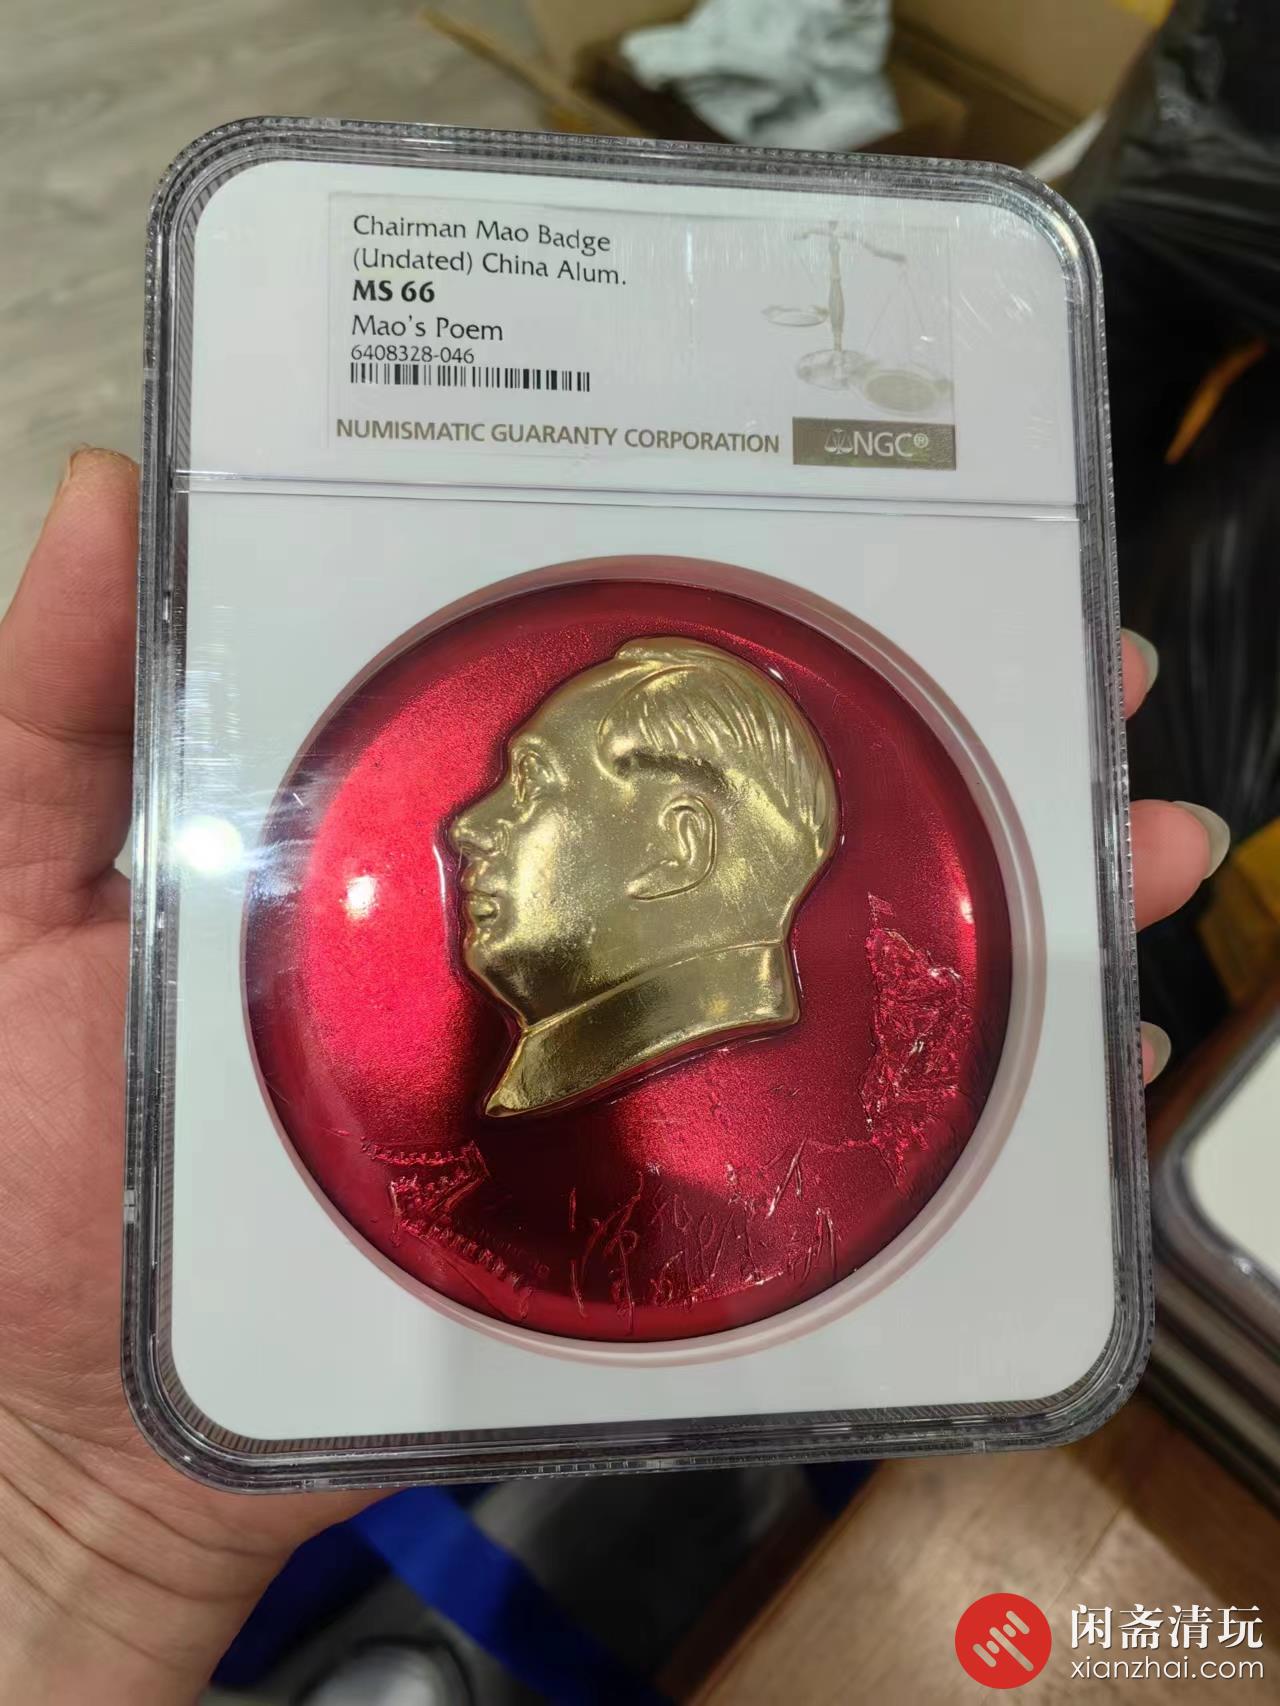 Chairman Mao Badge
(Undated) China Alum.
MS 66
Mao's Poem
6408328-046
NUMISMATIC GUARANTY CORPORATION
NGC®
闲斋清玩
xianzhai.com